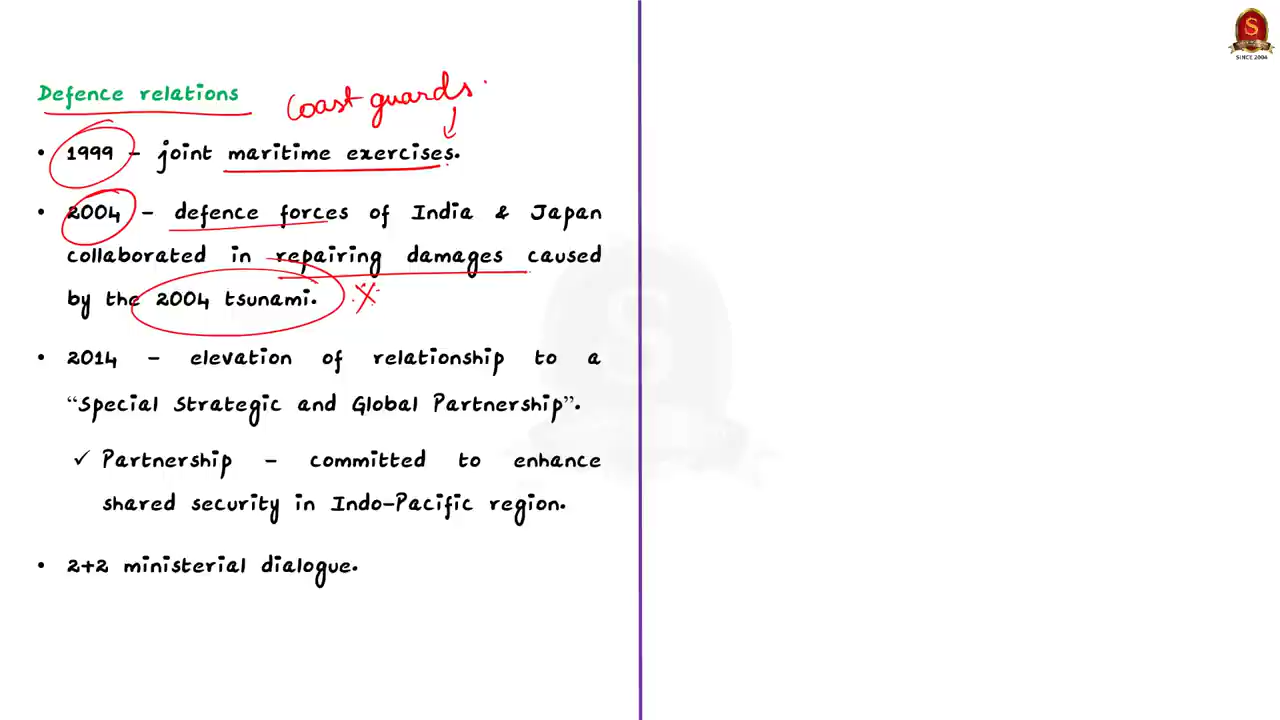 Defence relations
Coast guards
• 1999 – joint maritime exercises.
• 2004 – defence forces of India & Japan
collaborated in repairing damages caused
by the 2004 tsunami.
• 2014 – elevation of relationship to a
“Special Strategic and Global Partnership”.
✓ Partnership – committed to enhance
shared security in Indo-Pacific region.
• 2+2 ministerial dialogue.
S
SINCE 2004